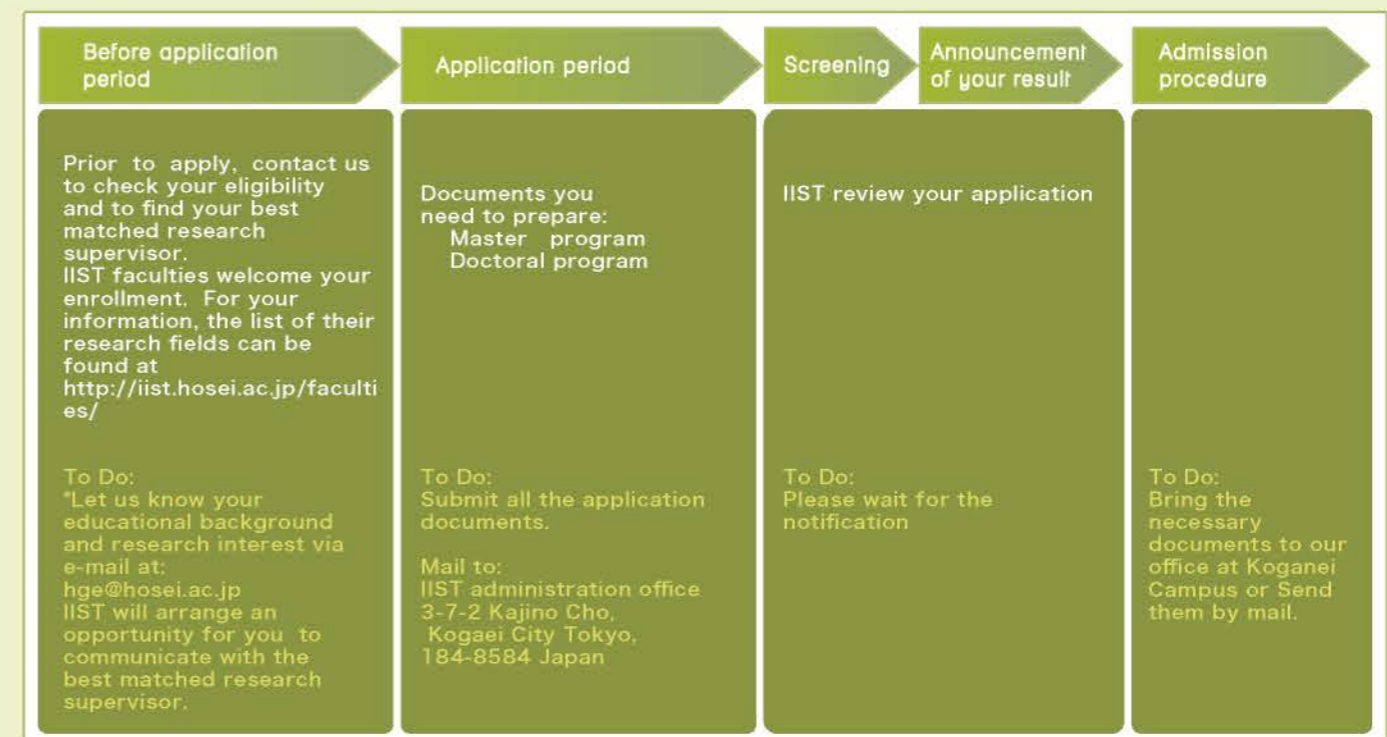 Before application
period
Application period
Screening
Announcement
of your result
Admission
procedure
Prior to apply, contact us
to check your eligibility
and to find your best
matched research
supervisor.
IIST faculties welcome your
enrollment. For your
information, the list of their
research fields can be
found at
http://iist.hosei.ac.jp/faculti
es/
To Do:
"Let us know your
educational background
and research interest via
e-mail at:
hge@hosei.ac.jp
IIST will arrange an
opportunity for you to
communicate with the
best matched research
supervisor.
Documents you
need to prepare:
Master program
Doctoral program
To Do:
Submit all the application
documents.
Mail to:
IIST administration office
3-7-2 Kajino Cho,
Kogaei City Tokyo,
184-8584 Japan
IIST review your application
To Do:
Please wait for the
notification
To Do:
Bring the
necessary
documents to our
office at Koganei
Campus or Send
them by mail.